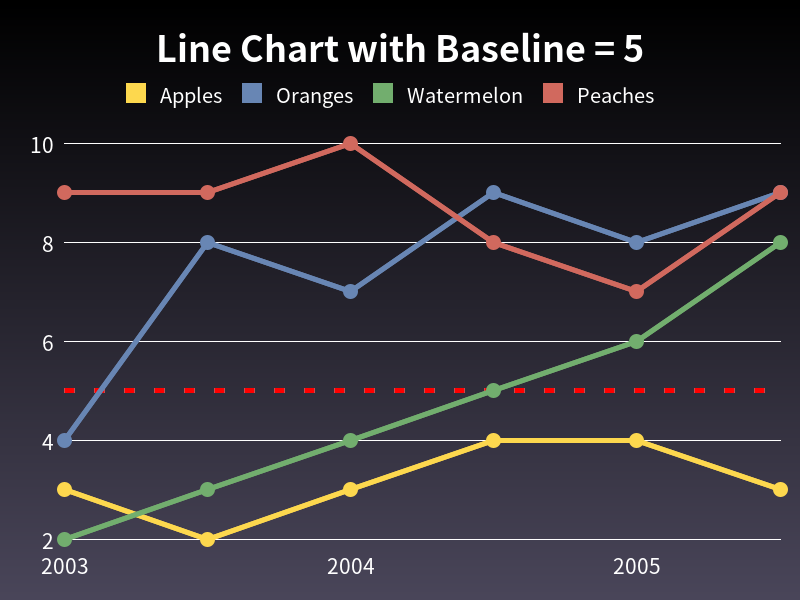 Line Chart with Baseline = 5
Apples Oranges Watermelon Peaches
10
8
6
4
2
2003 2004 2005